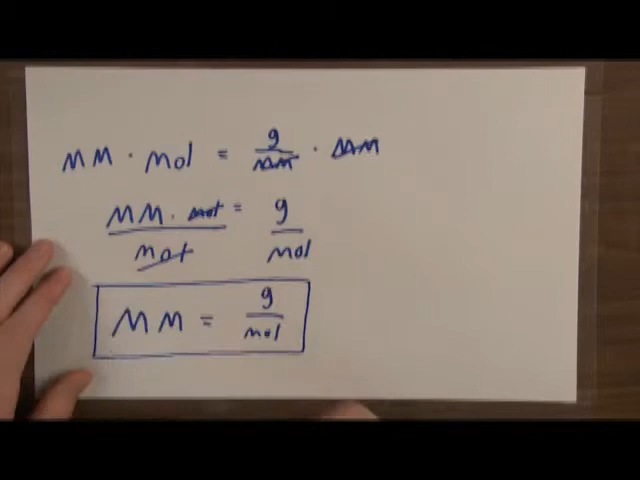 MM · mol = g/MM · MM
MM · mol/mol = g/mol
MM = g/mol